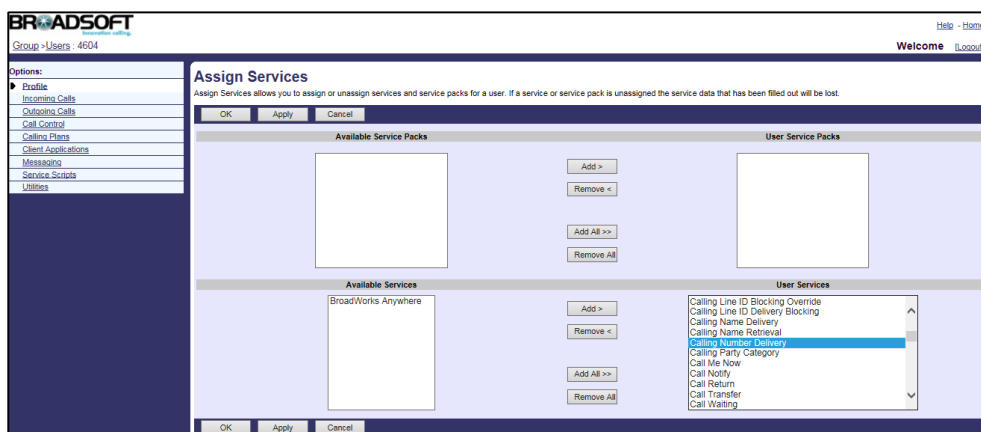 BROADSOFT
Innovation calling.
Help - Home
Group >Users : 4604
Welcome [Logout
Options:
Profile
Incoming Calls
Outgoing Calls
Call Control
Calling Plans
Client Applications
Messaging
Service Scripts
Utilities
Assign Services
Assign Services allows you to assign or unassign services and service packs for a user. If a service or service pack is unassigned the service data that has been filled out will be lost.
OK Apply Cancel
Available Service Packs User Service Packs
Add >
Remove <
Add All >>
Remove All
Available Services User Services
BroadWorks Anywhere
Add >
Remove <
Add All >>
Remove All
Calling Line ID Blocking Override
Calling Line ID Delivery Blocking
Calling Name Delivery
Calling Name Retrieval
Calling Number Delivery
Calling Party Category
Call Me Now
Call Notify
Call Return
Call Transfer
Call Waiting
OK Apply Cancel